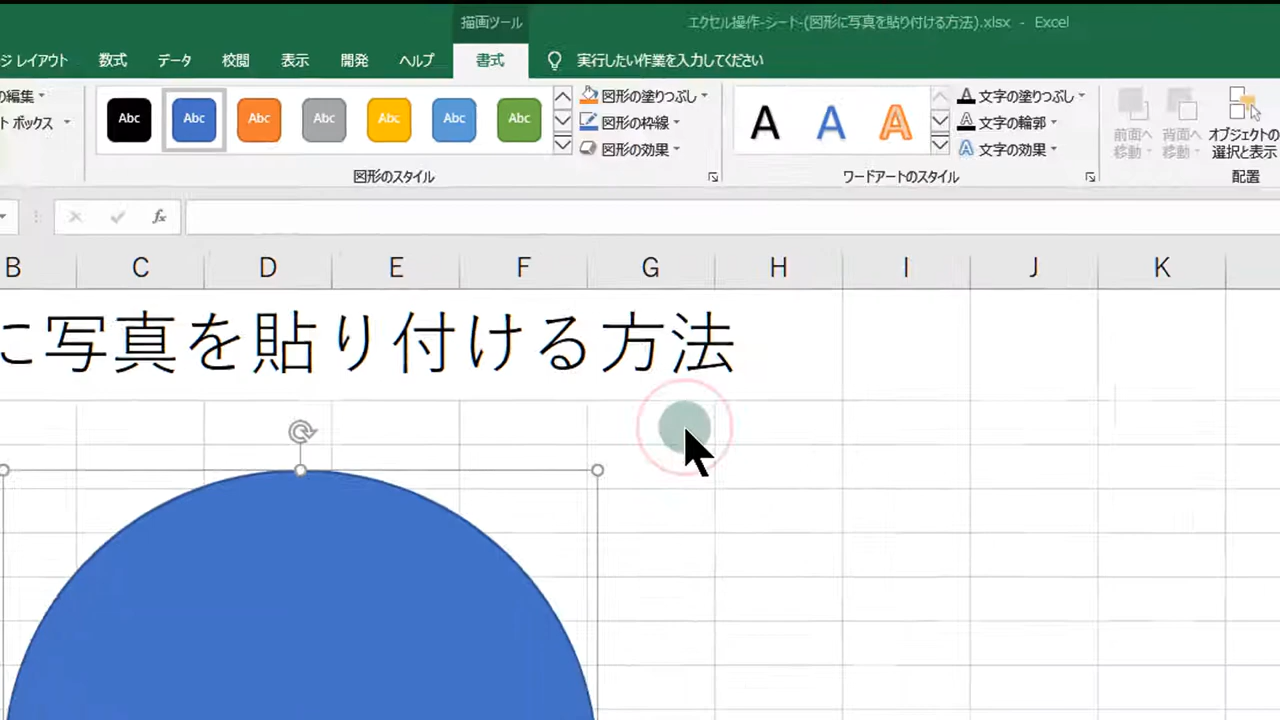 描画ツール
エクセル操作-シート-(図形に写真を貼り付ける方法).xlsx - Excel
ジ レイアウト 数式 データ 校閲 表示 開発 ヘルプ 書式 実行したい作業を入力してください
の編集
ト ボックス
Abc Abc Abc Abc Abc Abc Abc
図形の塗りつぶし
図形の枠線
図形の効果
図形のスタイル
A A A
文字の塗りつぶし
文字の輪郭
文字の効果
ワードアートのスタイル
前面へ移動
背面へ移動
オブジェクトの
選択と表示
配置
fx
B C D E F G H I J K
に写真を貼り付ける方法